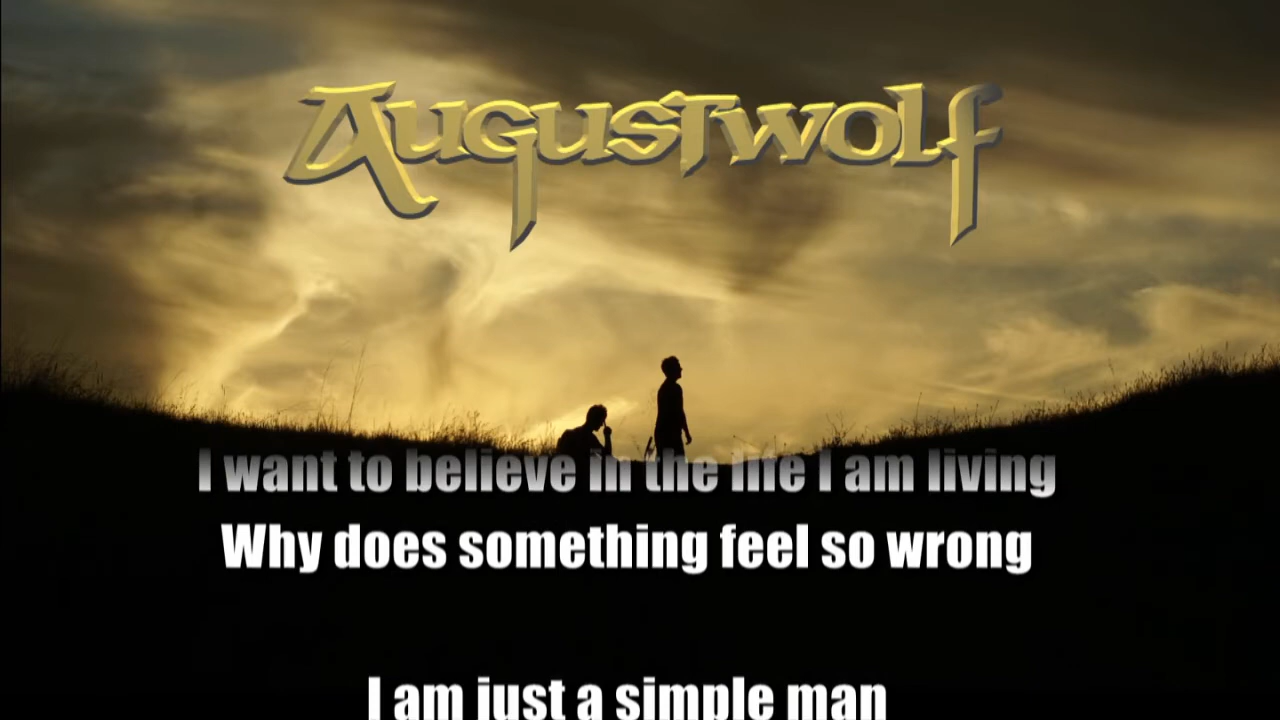 Augustwolf
I want to believe in the life I am living
Why does something feel so wrong
I am just a simple man